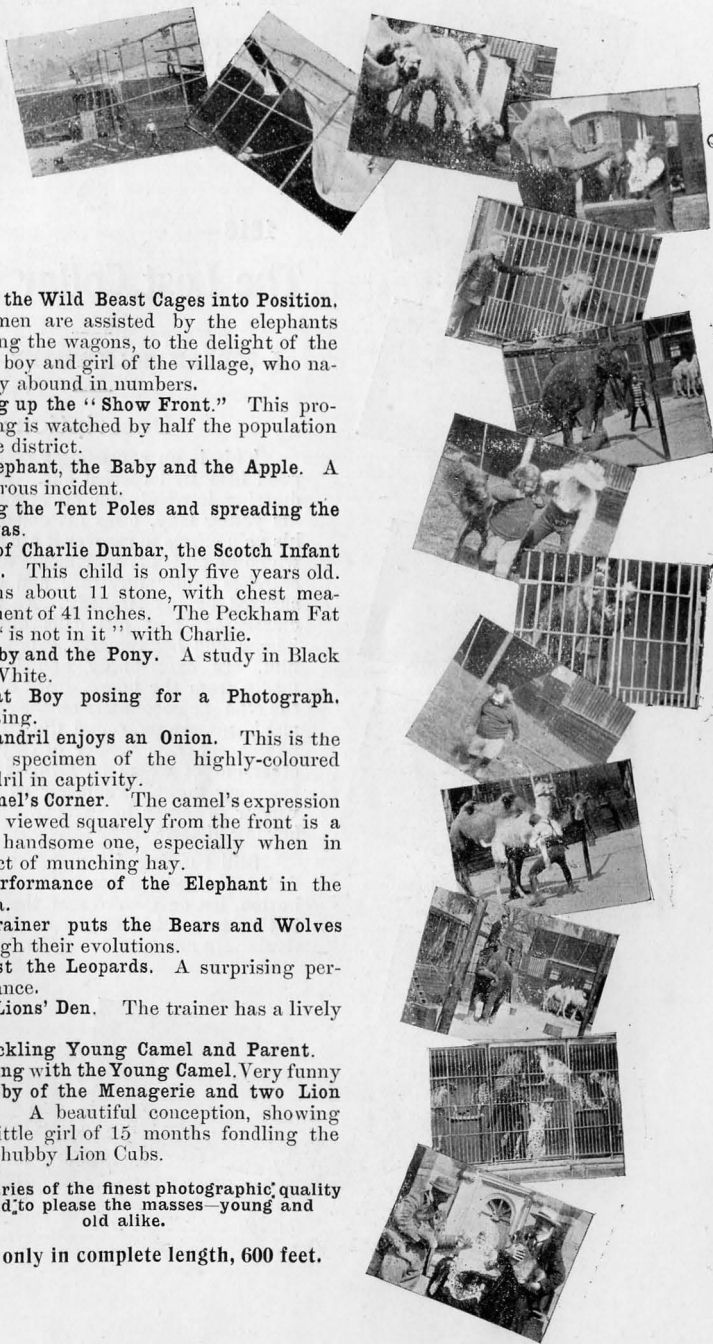 the Wild Beast Cages into Position.
men are assisted by the elephants
ng the wagons, to the delight of the
boy and girl of the village, who na-
y abound in numbers.
g up the “ Show Front.” This pro-
ng is watched by half the population
e district.
ephant, the Baby and the Apple. A
rous incident.
g the Tent Poles and spreading the
as.
of Charlie Dunbar, the Scotch Infant
. This child is only five years old.
ns about 11 stone, with chest mea-
nent of 41 inches. The Peckham Fat
‘ is not in it ” with Charlie.
by and the Pony. A study in Black
White.
at Boy posing for a Photograph.
sing.
andril enjoys an Onion. This is the
specimen of the highly-coloured
dril in captivity.
nel's Corner. The camel's expression
viewed squarely from the front is a
handsome one, especially when in
ct of munching hay.
rformance of the Elephant in the
a.
rainer puts the Bears and Wolves
gh their evolutions.
st the Leopards. A surprising per-
ance.
Lions' Den. The trainer has a lively
ckling Young Camel and Parent.
ng with the Young Camel. Very funny
by of the Menagerie and two Lion
A beautiful conception, showing
ittle girl of 15 months fondling the
hubby Lion Cubs.
ries of the finest photographic quality
d to please the masses—young and
old alike.
only in complete length, 600 feet.